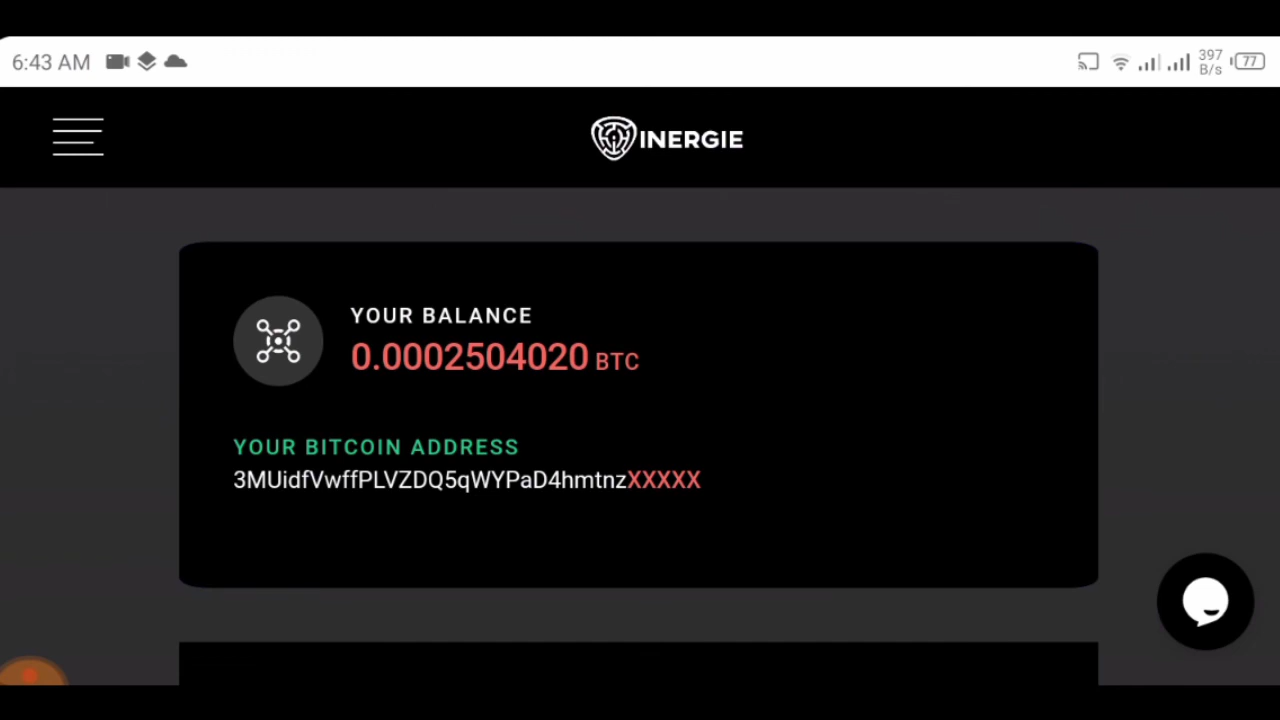 6:43 AM
397
B/s
77
INERGIE
YOUR BALANCE
0.0002504020 BTC
YOUR BITCOIN ADDRESS
3MUidfVwffPLVZDQ5qWYPaD4hmtnzXXXXX